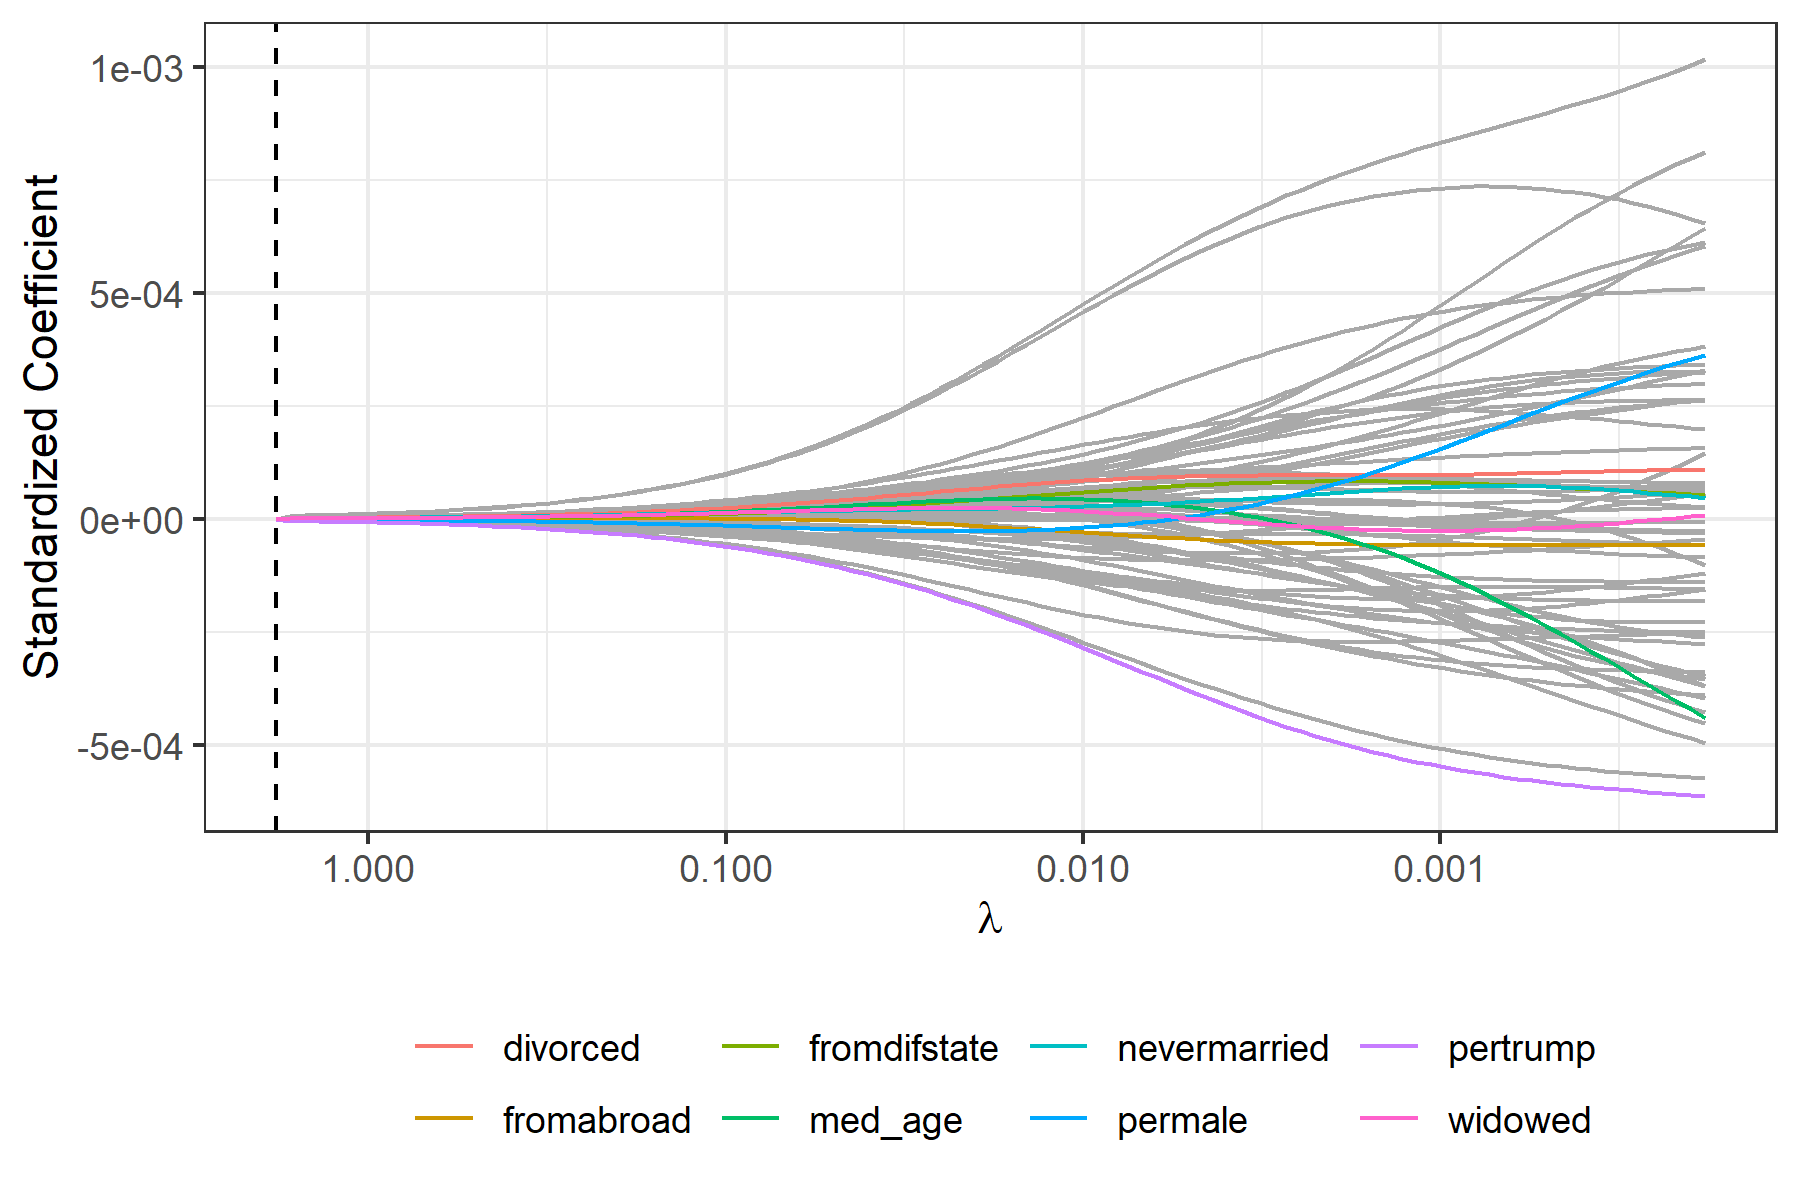 1e-03
5e-04
0e+00
-5e-04
Standardized Coefficient
1.000 0.100 0.010 0.001
λ
divorced fromdifstate nevermarried pertrump
fromabroad med_age permale widowed